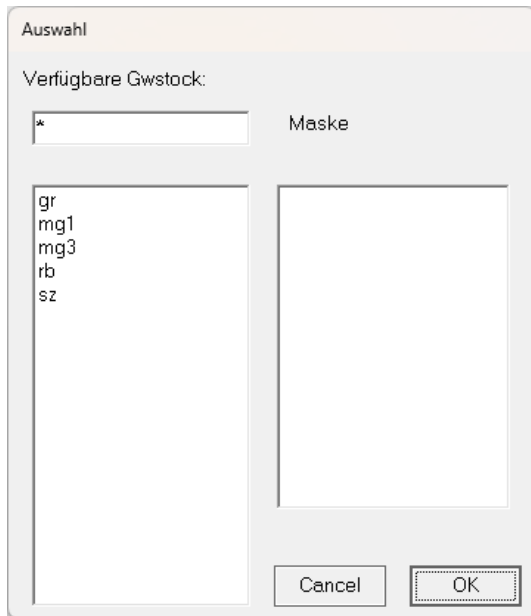 Auswahl
Verfügbare Gwstock:
*
Maske
gr
mg1
mg3
rb
sz
Cancel
OK